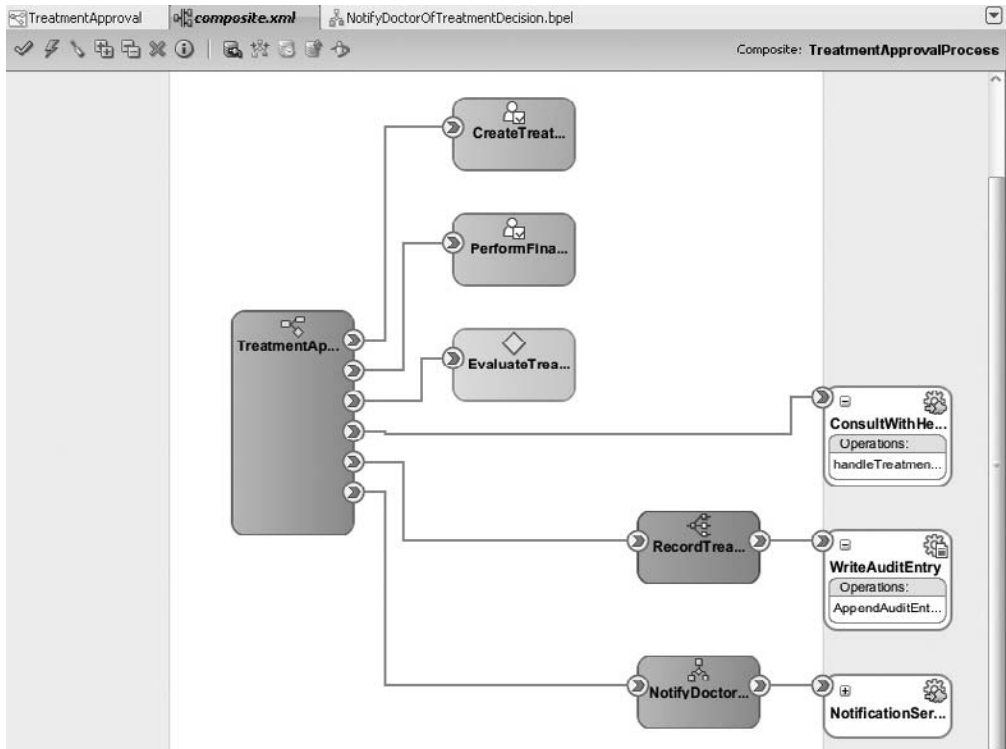 TreatmentApproval
composite.xml
NotifyDoctorOfTreatmentDecision.bpel
Composite: TreatmentApprovalProcess
CreateTreat...
PerformFina...
TreatmentAp...
EvaluateTrea...
ConsultWithHe...
Operations:
handleTreatmen...
RecordTrea...
WriteAuditEntry
Operations:
AppendAuditEnt...
NotifyDoctor...
NotificationSer...